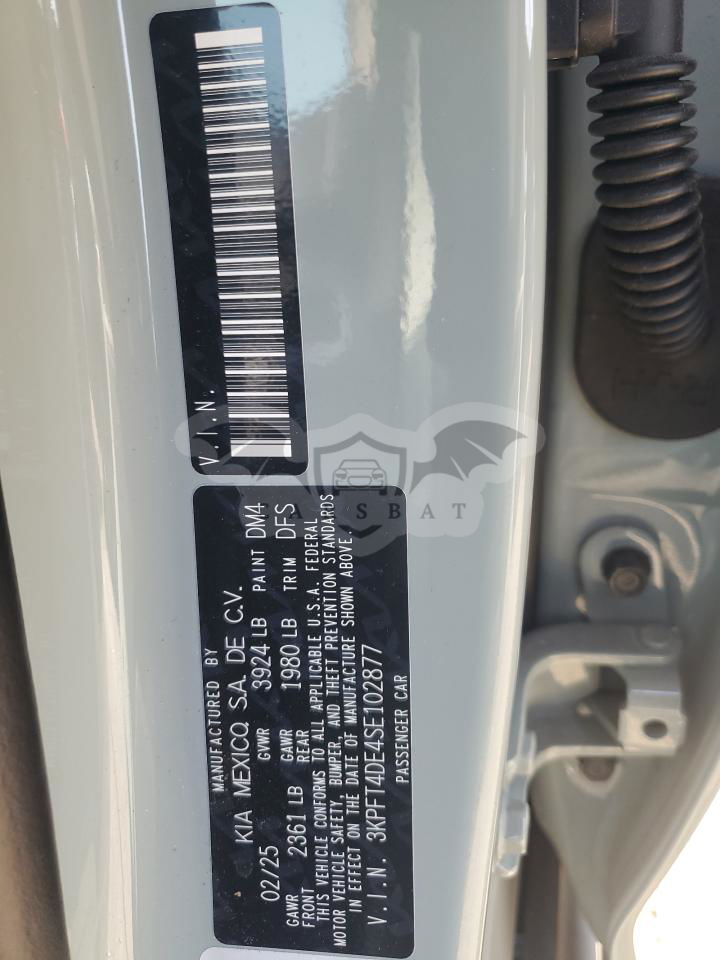 V.I.N.
MANUFACTURED BY
KIA MEXICO, S.A. DE C.V.
02/25 GVWR 3924 LB PAINT DM4
GAWR FRONT 2361 LB GAWR REAR 1980 LB TRIM DFS
THIS VEHICLE CONFORMS TO ALL APPLICABLE U.S.A. FEDERAL
MOTOR VEHICLE SAFETY, BUMPER, AND THEFT PREVENTION STANDARDS
IN EFFECT ON THE DATE OF MANUFACTURE SHOWN ABOVE.
V.I.N. 3KPFT4DE4SE102877
PASSENGER CAR